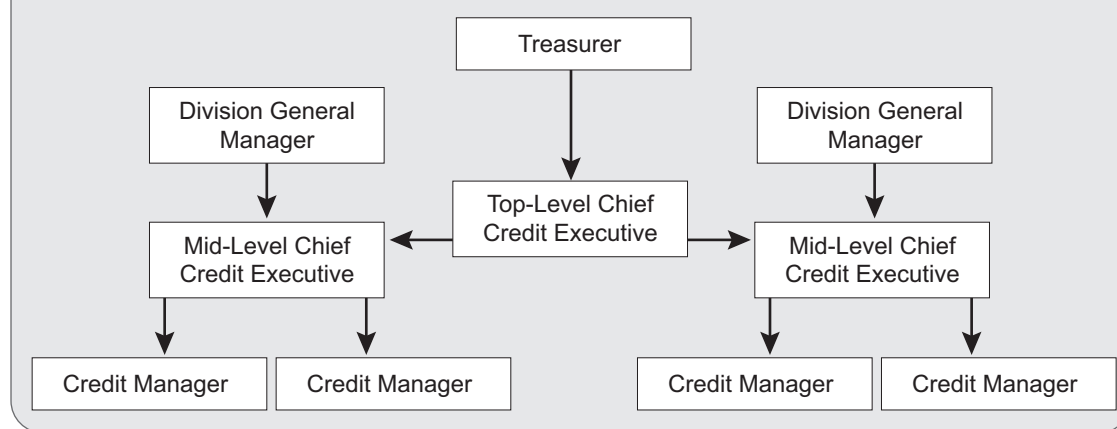 Treasurer
Division General
Manager
Division General
Manager
Top-Level Chief
Credit Executive
Mid-Level Chief
Credit Executive
Mid-Level Chief
Credit Executive
Credit Manager
Credit Manager
Credit Manager
Credit Manager